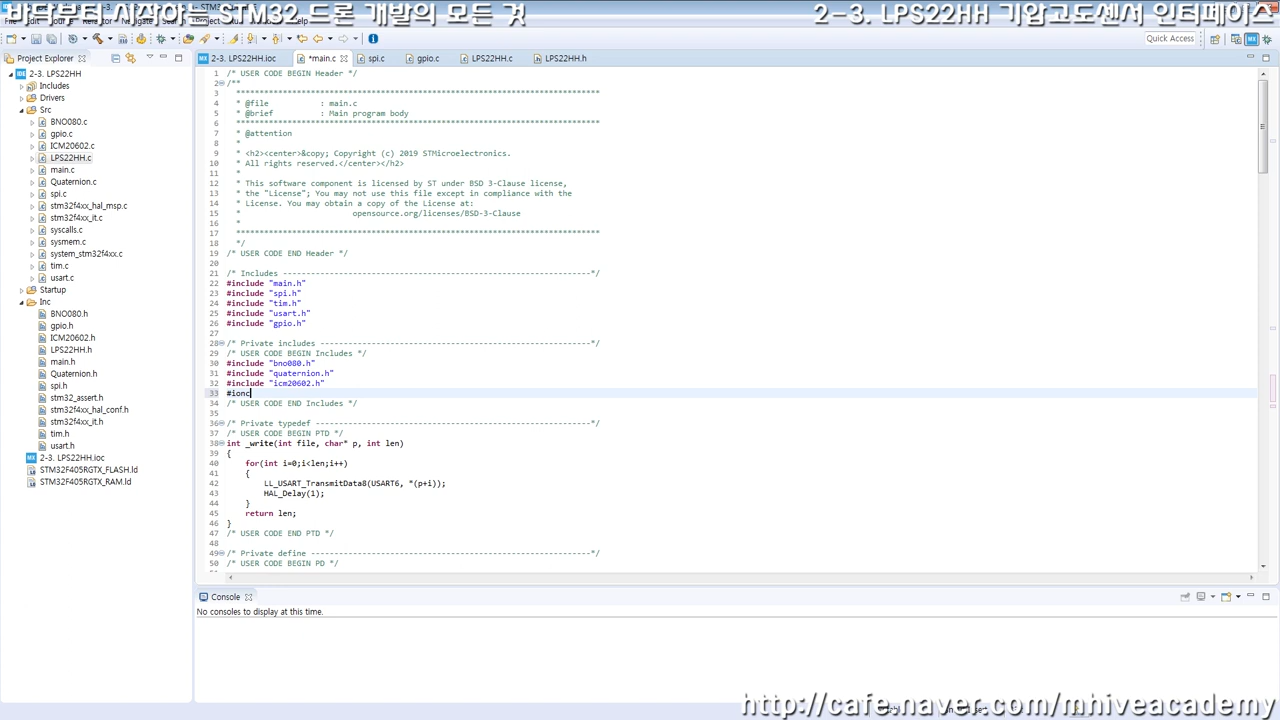 바닥부터 시작하는 STM32 드론 개발의 모든 것
2-3. LPS22HH 기압고도센서 인터페이스
Quick Access
Project Explorer
2-3. LPS22HH.ioc
*main.c
spi.c
gpio.c
LPS22HH.c
LPS22HH.h
2-3. LPS22HH
Includes
Drivers
Src
BNO080.c
gpio.c
ICM20602.c
LPS22HH.c
main.c
Quaternion.c
spi.c
stm32f4xx_hal_msp.c
stm32f4xx_it.c
syscalls.c
sysmem.c
system_stm32f4xx.c
tim.c
usart.c
Startup
Inc
BNO080.h
gpio.h
ICM20602.h
LPS22HH.h
main.h
Quaternion.h
spi.h
stm32_assert.h
stm32f4xx_hal_conf.h
stm32f4xx_it.h
tim.h
usart.h
2-3. LPS22HH.ioc
STM32F405RGTX_FLASH.ld
STM32F405RGTX_RAM.ld
1 /* USER CODE BEGIN Header */
2 /**
3 ******************************************************************************
4 * @file : main.c
5 * @brief : Main program body
6 ******************************************************************************
7 * @attention
8 *
9 * <h2><center>&copy; Copyright (c) 2019 STMicroelectronics.
10 * All rights reserved.</center></h2>
11 *
12 * This software component is licensed by ST under BSD 3-Clause license,
13 * the "License"; You may not use this file except in compliance with the
14 * License. You may obtain a copy of the License at:
15 * opensource.org/licenses/BSD-3-Clause
16 *
17 ******************************************************************************
18 */
19 /* USER CODE END Header */
20
21 /* Includes ------------------------------------------------------------------*/
22 #include "main.h"
23 #include "spi.h"
24 #include "tim.h"
25 #include "usart.h"
26 #include "gpio.h"
27
28 /* Private includes ----------------------------------------------------------*/
29 /* USER CODE BEGIN Includes */
30 #include "bno080.h"
31 #include "quaternion.h"
32 #include "icm20602.h"
33 #ionc
34 /* USER CODE END Includes */
35
36 /* Private typedef -----------------------------------------------------------*/
37 /* USER CODE BEGIN PTD */
38 int _write(int file, char* p, int len)
39 {
40 for(int i=0;i<len;i++)
41 {
42 LL_USART_TransmitData8(USART6, *(p+i));
43 HAL_Delay(1);
44 }
45 return len;
46 }
47 /* USER CODE END PTD */
48
49 /* Private define ------------------------------------------------------------*/
50 /* USER CODE BEGIN PD */
Console
No consoles to display at this time.
http://cafe.naver.com/mhiveacademy